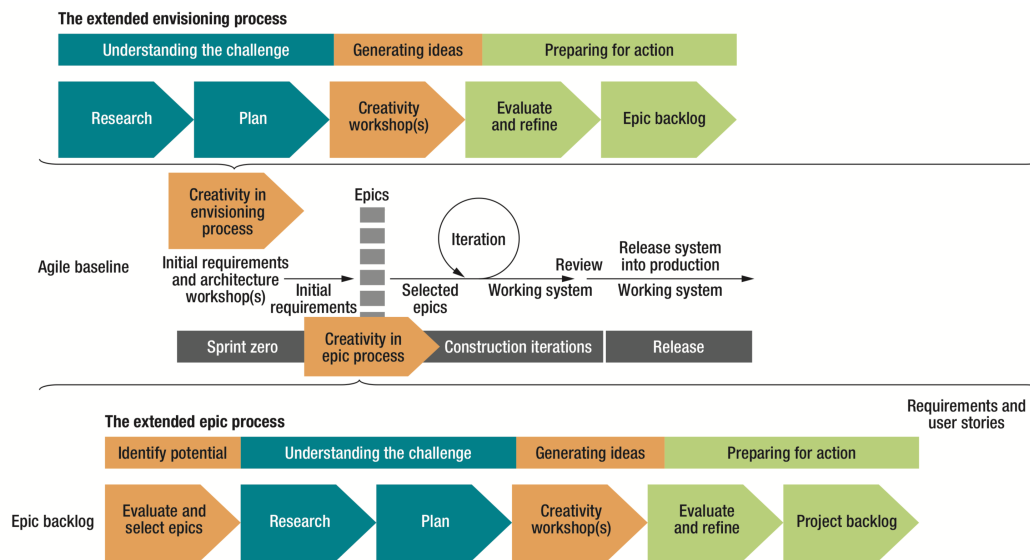 The extended envisioning process
Understanding the challenge
Generating ideas
Preparing for action
Research
Plan
Creativity
workshop(s)
Evaluate
and refine
Epic backlog
Creativity in
envisioning
process
Epics
Iteration
Agile baseline
Initial requirements
and architecture
workshop(s)
Initial
requirements
Selected
epics
Review
Working system
Release system
into production
Working system
Sprint zero
Creativity in
epic process
Construction iterations
Release
The extended epic process
Requirements and
user stories
Identify potential
Understanding the challenge
Generating ideas
Preparing for action
Epic backlog
Evaluate and
select epics
Research
Plan
Creativity
workshop(s)
Evaluate
and refine
Project backlog